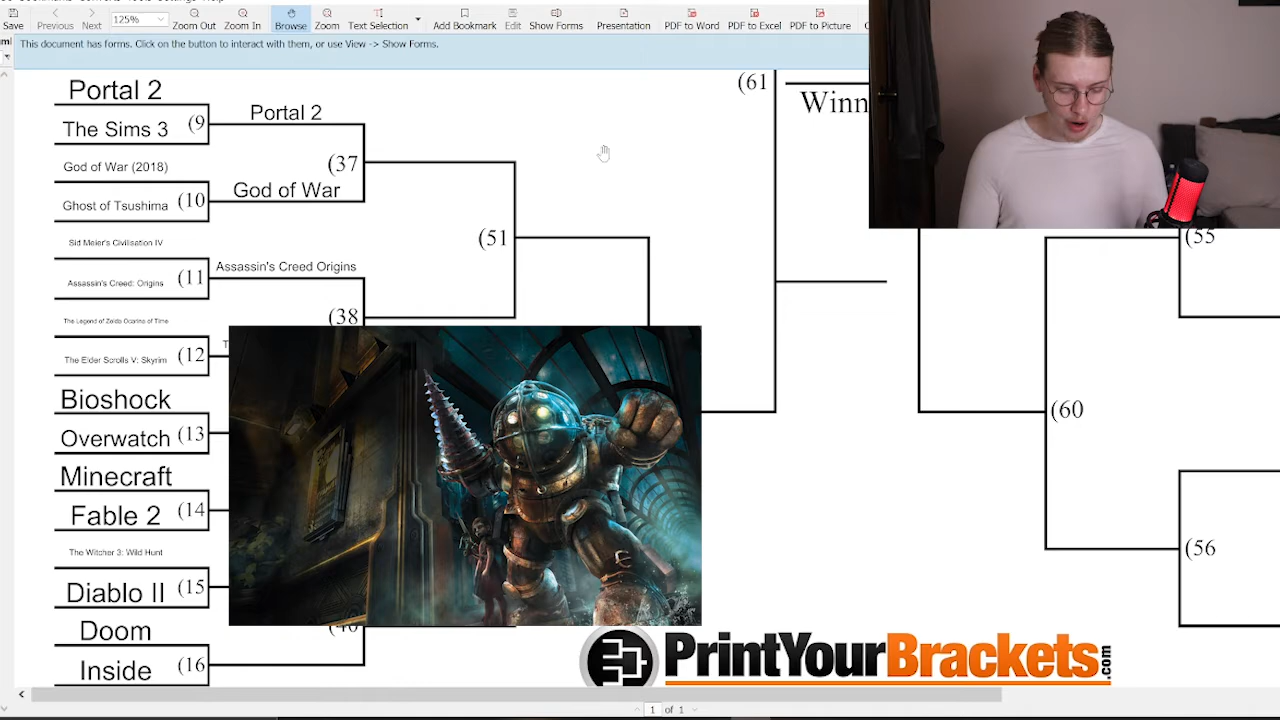 Save Previous Next 125% Zoom Out Zoom In Browse Zoom Text Selection Add Bookmark Edit Show Forms Presentation PDF to Word PDF to Excel PDF to Picture
This document has forms. Click on the button to interact with them, or use View -> Show Forms.
Portal 2
The Sims 3
(9
Portal 2
God of War (2018)
Ghost of Tsushima
(10
God of War
(37
Sid Meier's Civilisation IV
Assassin's Creed: Origins
(11
Assassin's Creed Origins
The Legend of Zelda Ocarina of Time
The Elder Scrolls V: Skyrim
(12
(38
(51
Bioshock
Overwatch
(13
Minecraft
Fable 2
(14
The Witcher 3: Wild Hunt
Diablo II
(15
Doom
Inside
(16
(40
(61
Winn
(55
(60
(56
PrintYourBrackets.com
1 of 1